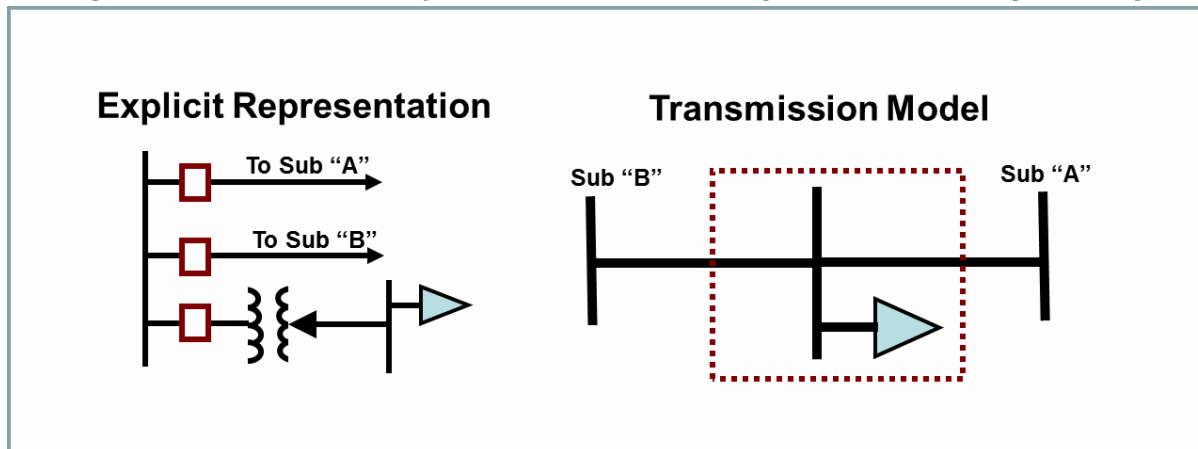 Explicit Representation
Transmission Model
To Sub “A”
To Sub “B”
Sub “B”
Sub “A”